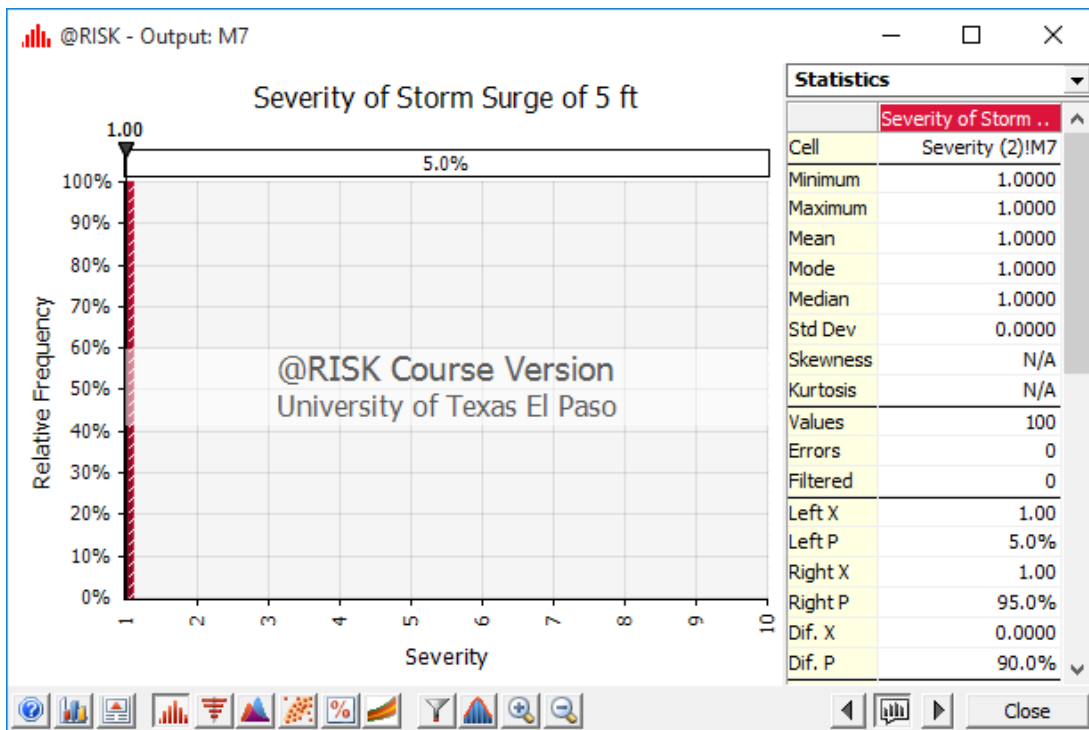 @RISK - Output: M7
Severity of Storm Surge of 5 ft
1.00
5.0%
100%
90%
80%
70%
60%
50%
40%
30%
20%
10%
0%
Relative Frequency
@RISK Course Version
University of Texas El Paso
1 2 3 4 5 6 7 8 9 10
Severity
Statistics
Severity of Storm ..
Cell Severity (2)!M7
Minimum 1.0000
Maximum 1.0000
Mean 1.0000
Mode 1.0000
Median 1.0000
Std Dev 0.0000
Skewness N/A
Kurtosis N/A
Values 100
Errors 0
Filtered 0
Left X 1.00
Left P 5.0%
Right X 1.00
Right P 95.0%
Dif. X 0.0000
Dif. P 90.0%
Close